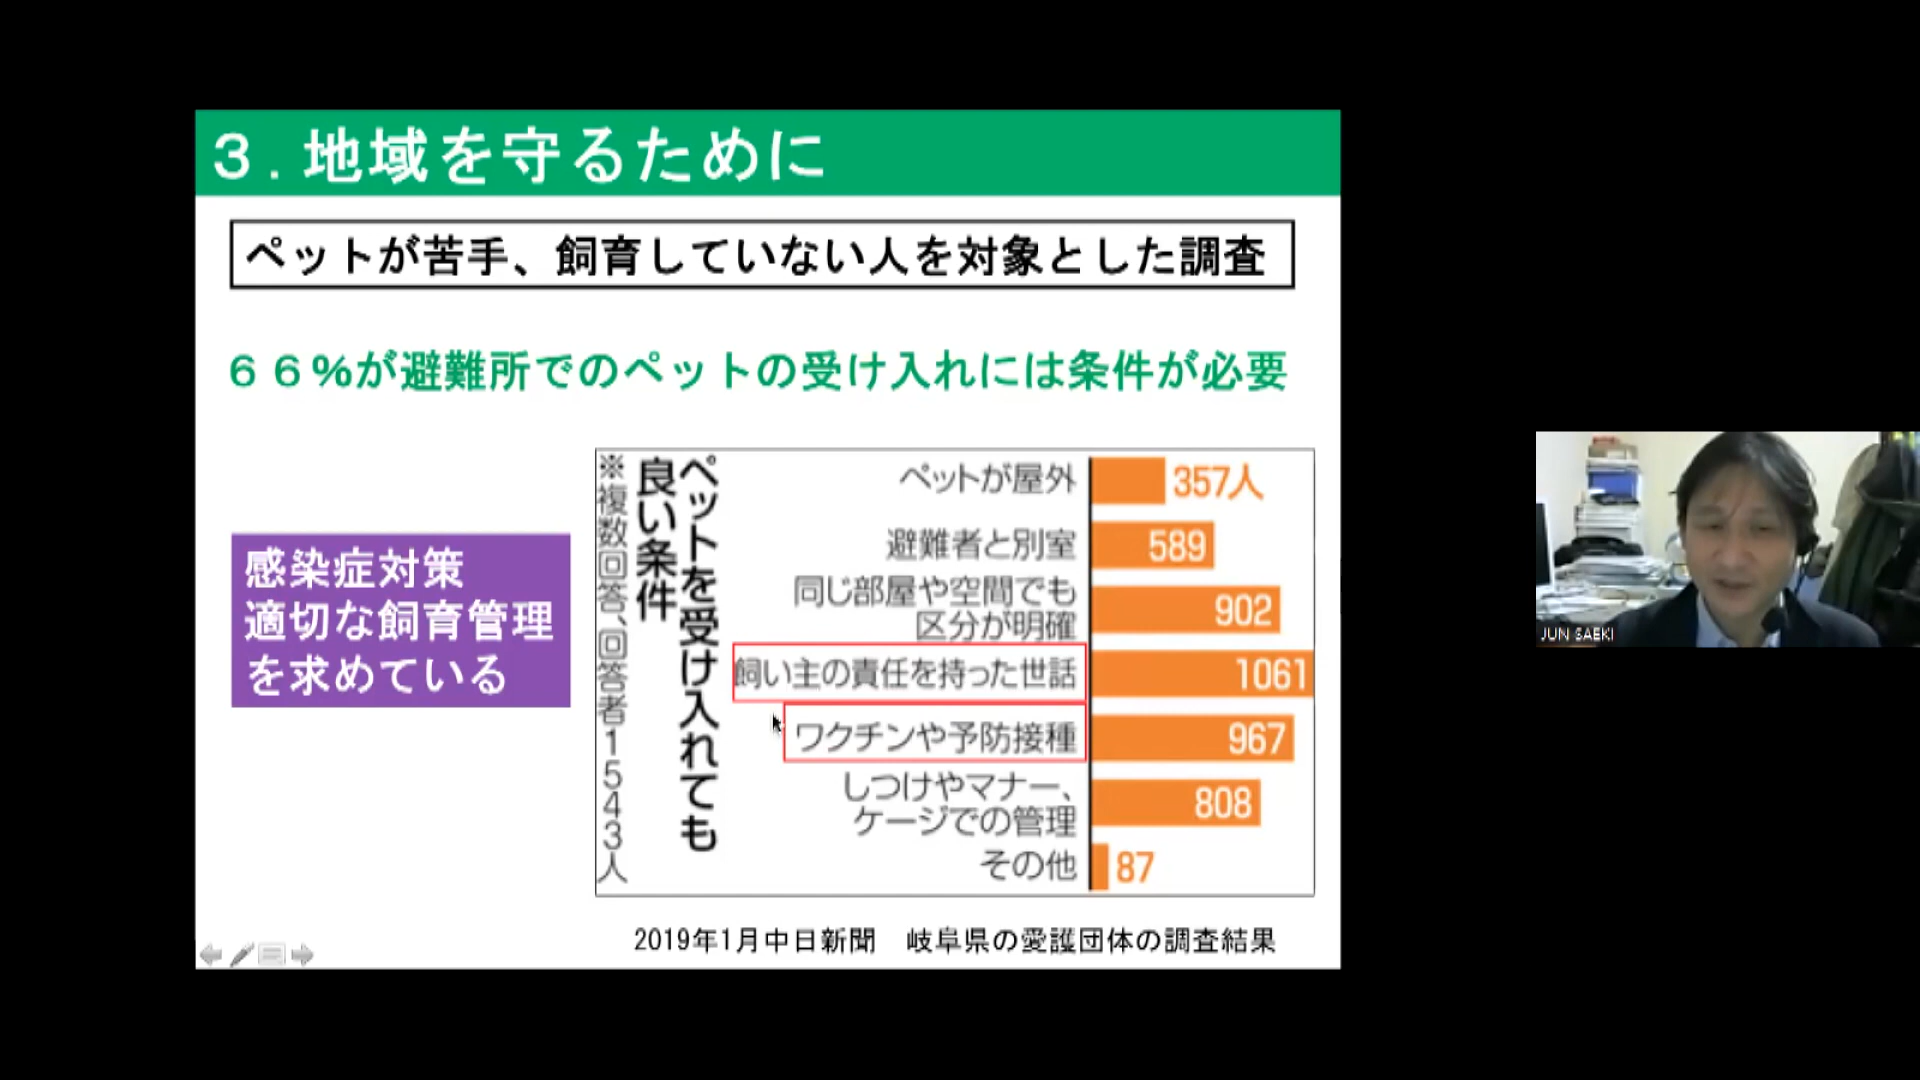 ３．地域を守るために
ペットが苦手、飼育していない人を対象とした調査
６６％が避難所でのペットの受け入れには条件が必要
感染症対策
適切な飼育管理
を求めている
ペットを受け入れても
良い条件
※複数回答、回答者1543人
ペットが屋外 357人
避難者と別室 589
同じ部屋や空間でも
区分が明確 902
飼い主の責任を持った世話 1061
ワクチンや予防接種 967
しつけやマナー、
ケージでの管理 808
その他 87
2019年1月中日新聞　岐阜県の愛護団体の調査結果
JUN SAEKI